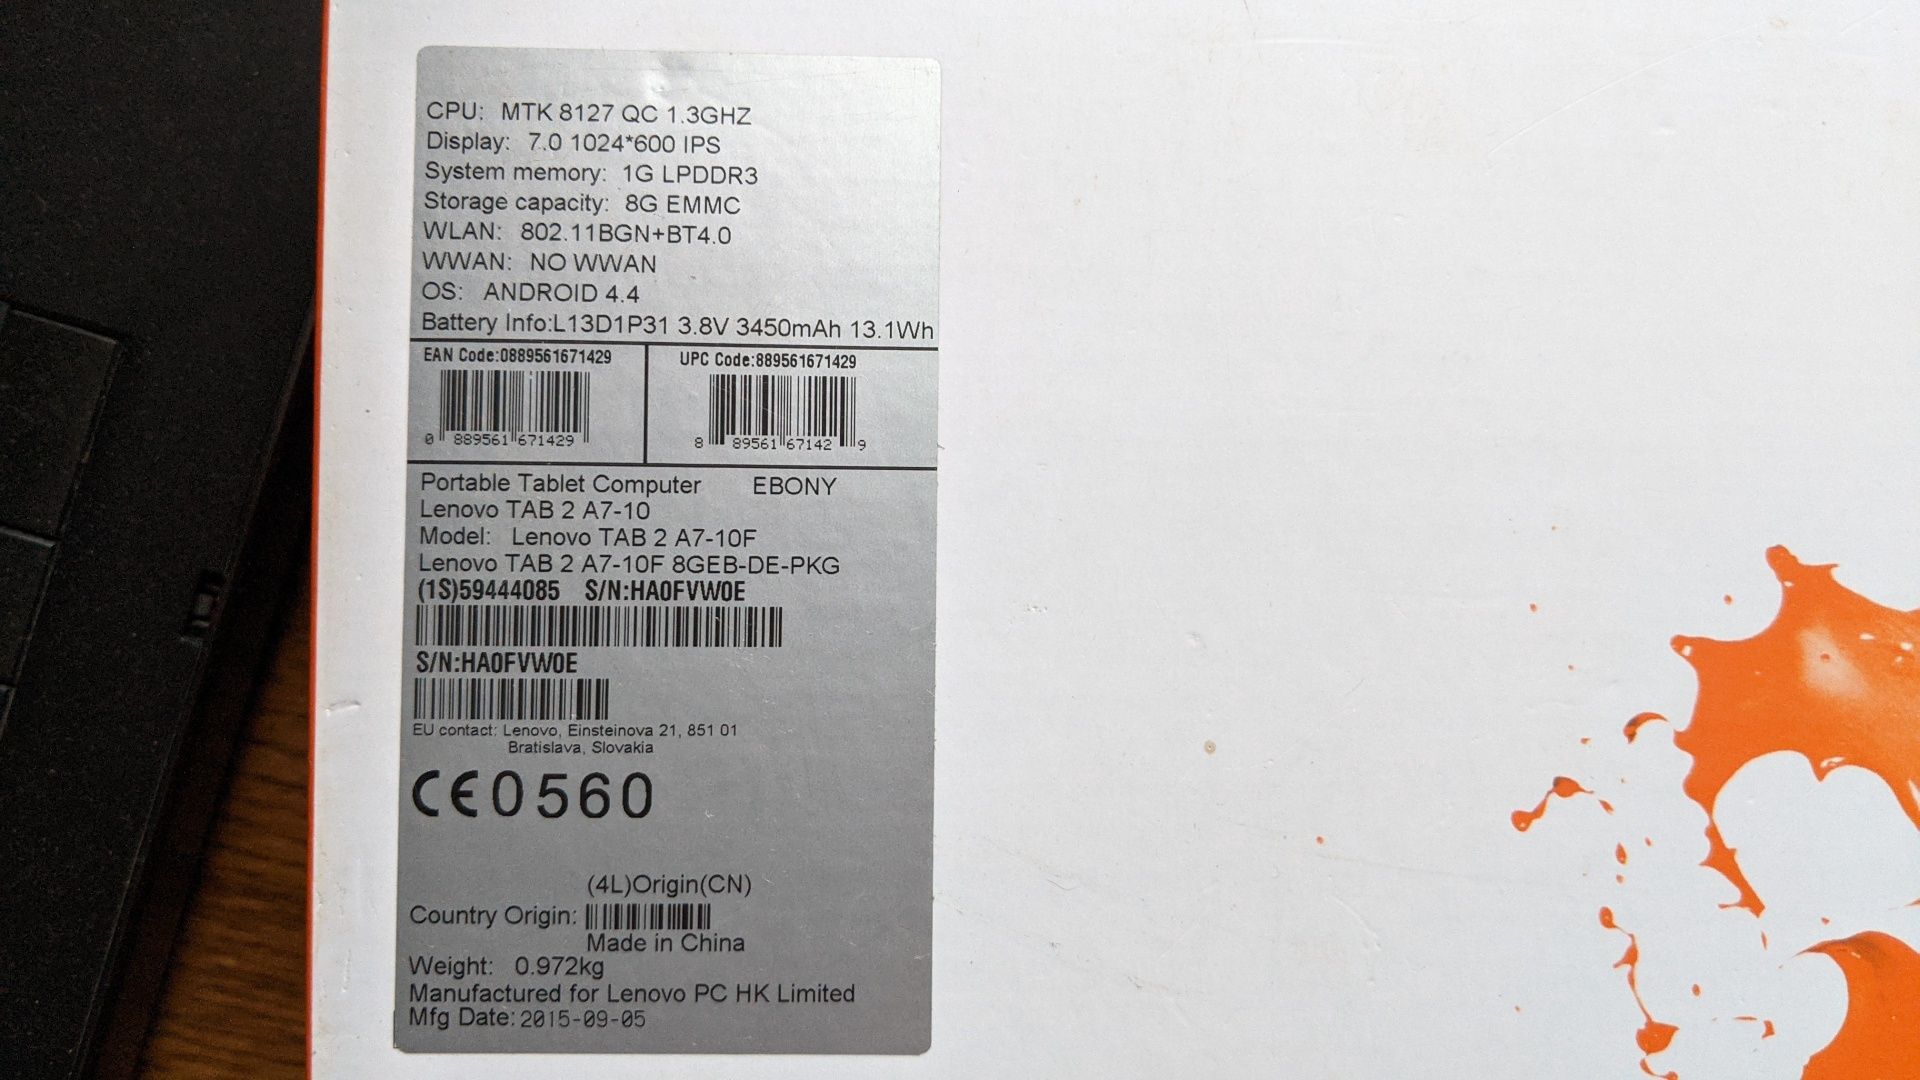 CPU: MTK 8127 QC 1.3GHZ
Display: 7.0 1024*600 IPS
System memory: 1G LPDDR3
Storage capacity: 8G EMMC
WLAN: 802.11BGN+BT4.0
WWAN: NO WWAN
OS: ANDROID 4.4
Battery Info:L13D1P31 3.8V 3450mAh 13.1Wh
EAN Code:0889561671429
0 889561 671429
UPC Code:889561671429
8 89561 67142 9
Portable Tablet Computer EBONY
Lenovo TAB 2 A7-10
Model: Lenovo TAB 2 A7-10F
Lenovo TAB 2 A7-10F 8GEB-DE-PKG
(1S)59444085 S/N:HA0FVW0E
S/N:HA0FVW0E
EU contact: Lenovo, Einsteinova 21, 851 01
Bratislava, Slovakia
CE0560
(4L)Origin(CN)
Country Origin:
Made in China
Weight: 0.972kg
Manufactured for Lenovo PC HK Limited
Mfg Date: 2015-09-05